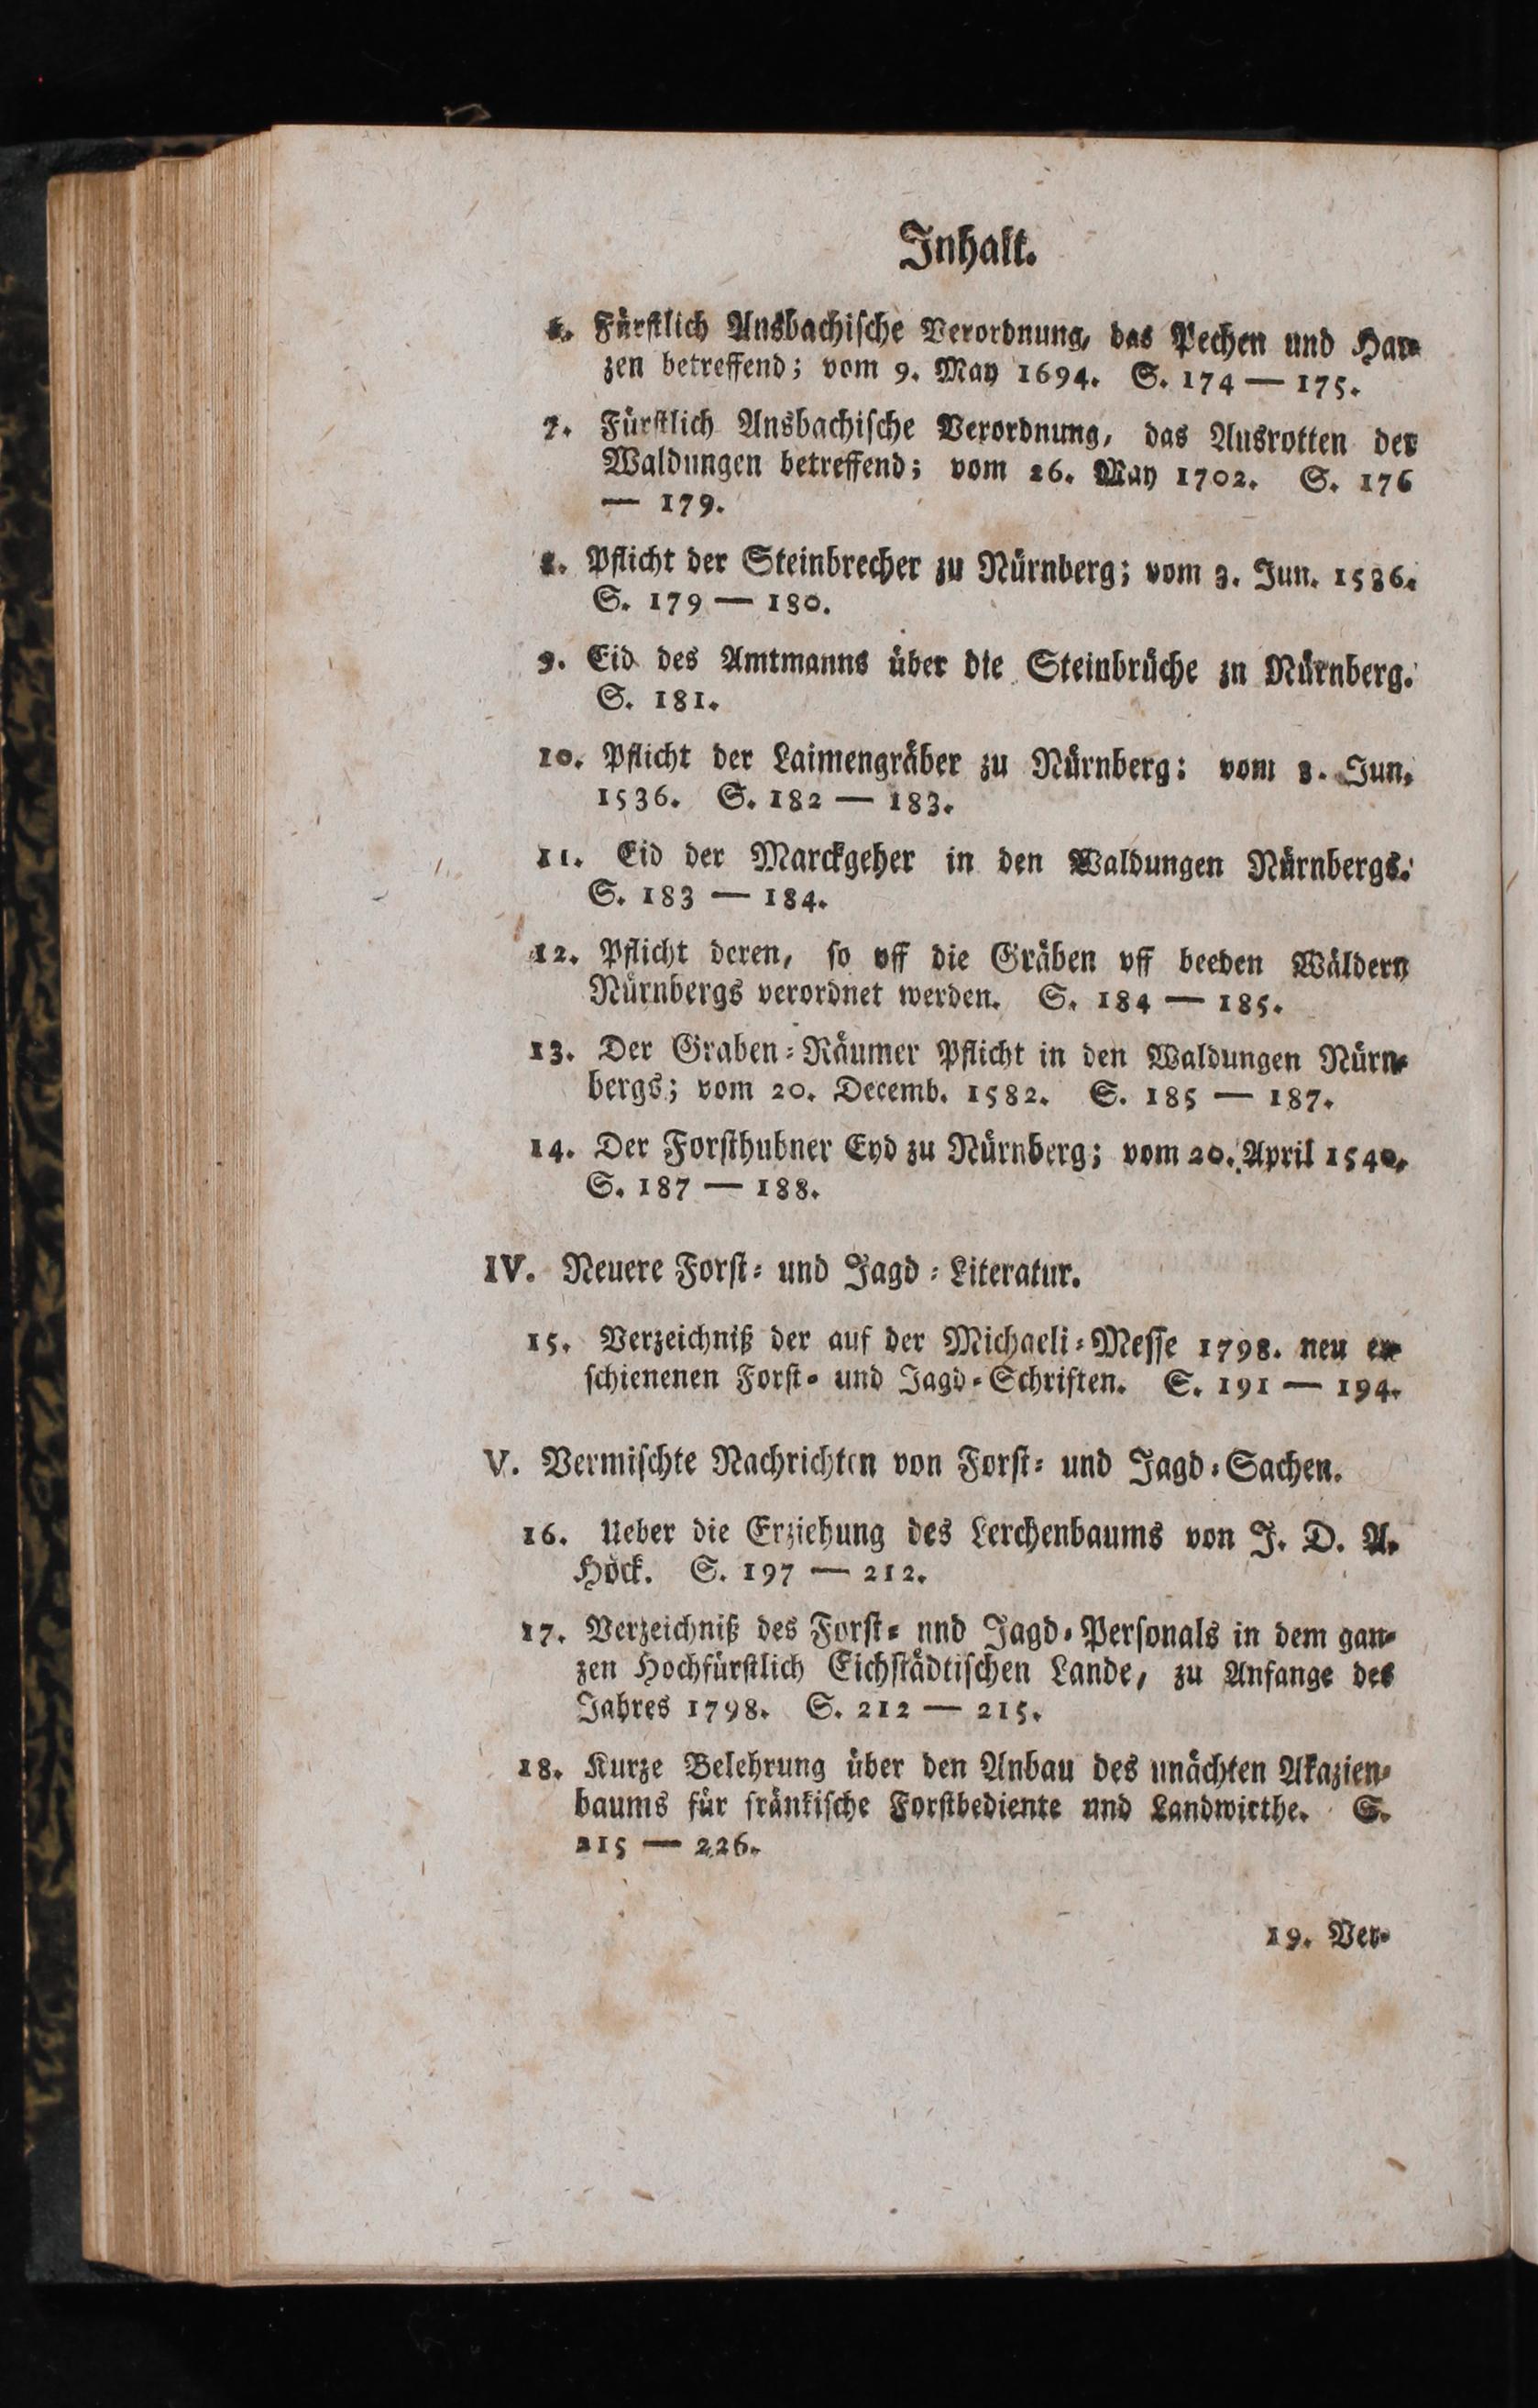 Inhalt.
6. Fürſtlich Ansbachiſche Verordnung, das Pechen und Har-
zen betreffend; vom 9. May 1694. S. 174 — 175.
7. Fürſtlich Ansbachiſche Verordnung, das Ausrotten der
Waldungen betreffend; vom 26. May 1702. S. 176
— 179.
8. Pflicht der Steinbrecher zu Nürnberg; vom 3. Jun. 1536.
S. 179 — 180.
9. Eid des Amtmanns über die Steinbrüche zu Nürnberg.
S. 181.
10. Pflicht der Laimengräber zu Nürnberg: vom 3. Jun.
1536. S. 182 — 183.
11. Eid der Marckgeher in den Waldungen Nürnbergs.
S. 183 — 184.
12. Pflicht deren, ſo vff die Gräben vff beeden Wäldern
Nürnbergs verordnet werden. S. 184 — 185.
13. Der Graben-Räumer Pflicht in den Waldungen Nürn-
bergs; vom 20. Decemb. 1582. S. 185 — 187.
14. Der Forſthubner Eyd zu Nürnberg; vom 20. April 1540.
S. 187 — 188.
IV. Neuere Forſt- und Jagd-Literatur.
15. Verzeichniß der auf der Michaeli-Meſſe 1798. neu er-
ſchienenen Forſt- und Jagd-Schriften. S. 191 — 194.
V. Vermiſchte Nachrichten von Forſt- und Jagd-Sachen.
16. Ueber die Erziehung des Lerchenbaums von J. D. A.
Höck. S. 197 — 212.
17. Verzeichniß des Forſt- nnd Jagd-Perſonals in dem gan-
zen Hochfürſtlich Eichſtädtiſchen Lande, zu Anfange des
Jahres 1798. S. 212 — 215.
18. Kurze Belehrung über den Anbau des unächten Akazien-
baums für fränkiſche Forſtbediente und Landwirthe. S.
215 — 226.
19. Ver-